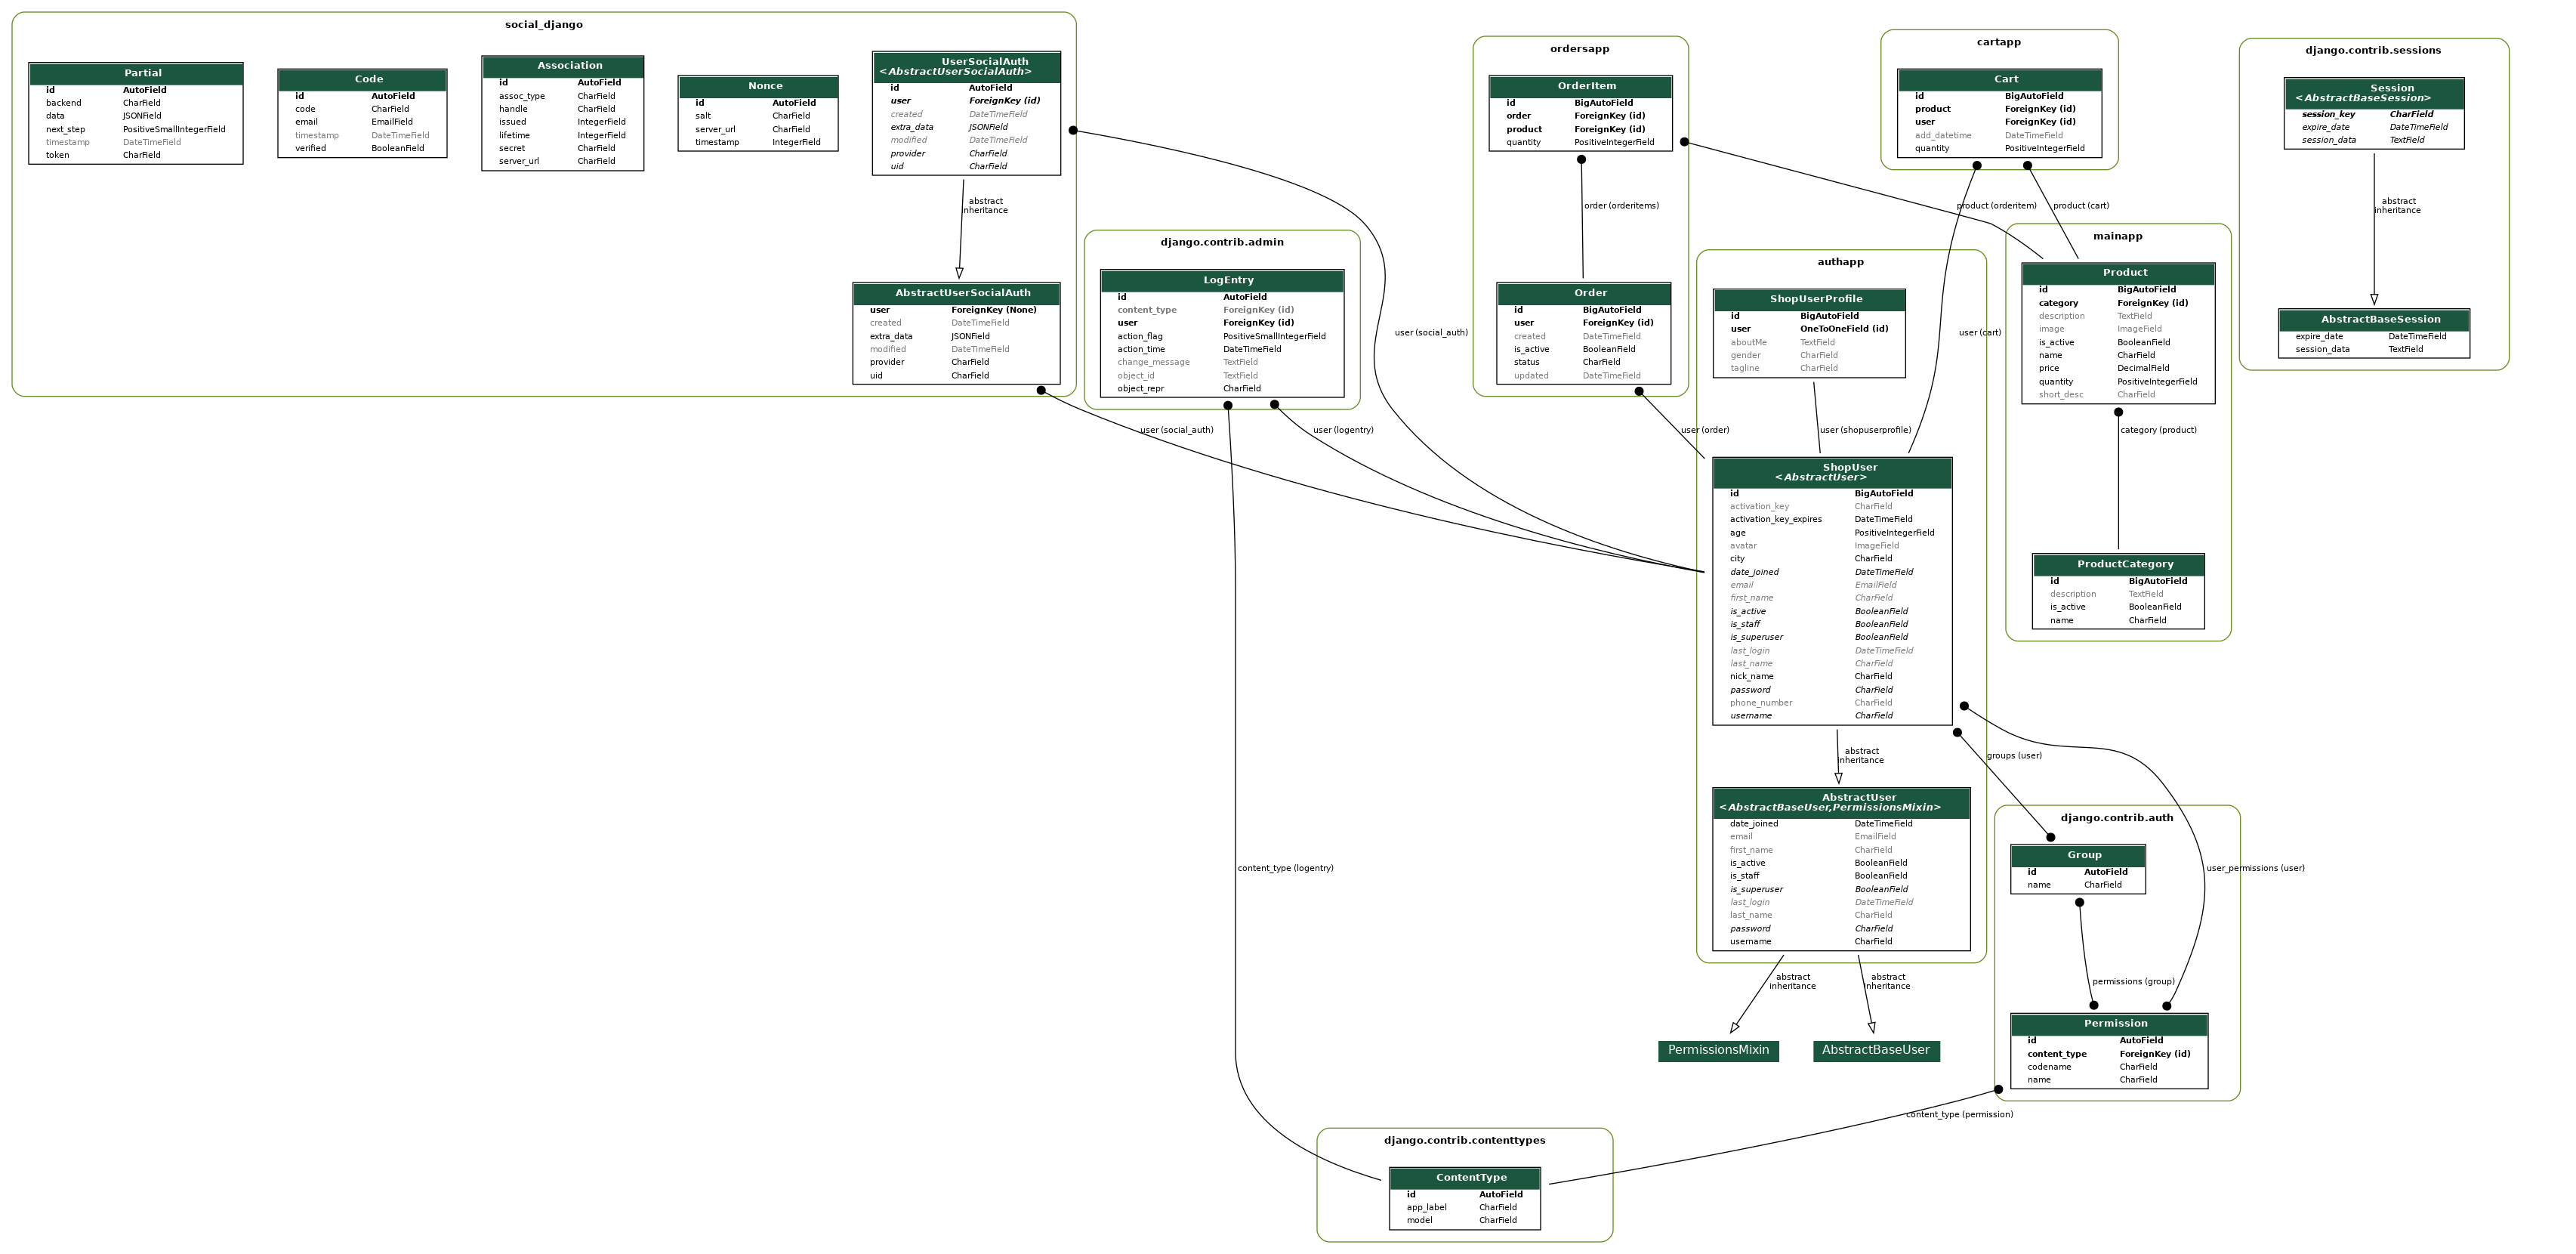 social_django
Partial
id AutoField
backend CharField
data JSONField
next_step PositiveSmallIntegerField
timestamp DateTimeField
token CharField
Code
id AutoField
code CharField
email EmailField
timestamp DateTimeField
verified BooleanField
Association
id AutoField
assoc_type CharField
handle CharField
issued IntegerField
lifetime IntegerField
secret CharField
server_url CharField
Nonce
id AutoField
salt CharField
server_url CharField
timestamp IntegerField
UserSocialAuth
<AbstractUserSocialAuth>
id AutoField
user ForeignKey (id)
created DateTimeField
extra_data JSONField
modified DateTimeField
provider CharField
uid CharField
abstract
inheritance
AbstractUserSocialAuth
user ForeignKey (None)
created DateTimeField
extra_data JSONField
modified DateTimeField
provider CharField
uid CharField
django.contrib.admin
LogEntry
id AutoField
content_type ForeignKey (id)
user ForeignKey (id)
action_flag PositiveSmallIntegerField
action_time DateTimeField
change_message TextField
object_id TextField
object_repr CharField
user (social_auth)
user (logentry)
user (social_auth)
ordersapp
OrderItem
id BigAutoField
order ForeignKey (id)
product ForeignKey (id)
quantity PositiveIntegerField
order (orderitems)
Order
id BigAutoField
user ForeignKey (id)
created DateTimeField
is_active BooleanField
status CharField
updated DateTimeField
user (order)
cartapp
Cart
id BigAutoField
product ForeignKey (id)
user ForeignKey (id)
add_datetime DateTimeField
quantity PositiveIntegerField
product (orderitem)
product (cart)
user (cart)
authapp
ShopUserProfile
id BigAutoField
user OneToOneField (id)
aboutMe TextField
gender CharField
tagline CharField
user (shopuserprofile)
ShopUser
<AbstractUser>
id BigAutoField
activation_key CharField
activation_key_expires DateTimeField
age PositiveIntegerField
avatar ImageField
city CharField
date_joined DateTimeField
email EmailField
first_name CharField
is_active BooleanField
is_staff BooleanField
is_superuser BooleanField
last_login DateTimeField
last_name CharField
nick_name CharField
password CharField
phone_number CharField
username CharField
abstract
inheritance
AbstractUser
<AbstractBaseUser,PermissionsMixin>
date_joined DateTimeField
email EmailField
first_name CharField
is_active BooleanField
is_staff BooleanField
is_superuser BooleanField
last_login DateTimeField
last_name CharField
password CharField
username CharField
abstract
inheritance
abstract
inheritance
PermissionsMixin
AbstractBaseUser
mainapp
Product
id BigAutoField
category ForeignKey (id)
description TextField
image ImageField
is_active BooleanField
name CharField
price DecimalField
quantity PositiveIntegerField
short_desc CharField
category (product)
ProductCategory
id BigAutoField
description TextField
is_active BooleanField
name CharField
django.contrib.sessions
Session
<AbstractBaseSession>
session_key CharField
expire_date DateTimeField
session_data TextField
abstract
inheritance
AbstractBaseSession
expire_date DateTimeField
session_data TextField
groups (user)
user_permissions (user)
django.contrib.auth
Group
id AutoField
name CharField
permissions (group)
Permission
id AutoField
content_type ForeignKey (id)
codename CharField
name CharField
content_type (logentry)
content_type (permission)
django.contrib.contenttypes
ContentType
id AutoField
app_label CharField
model CharField